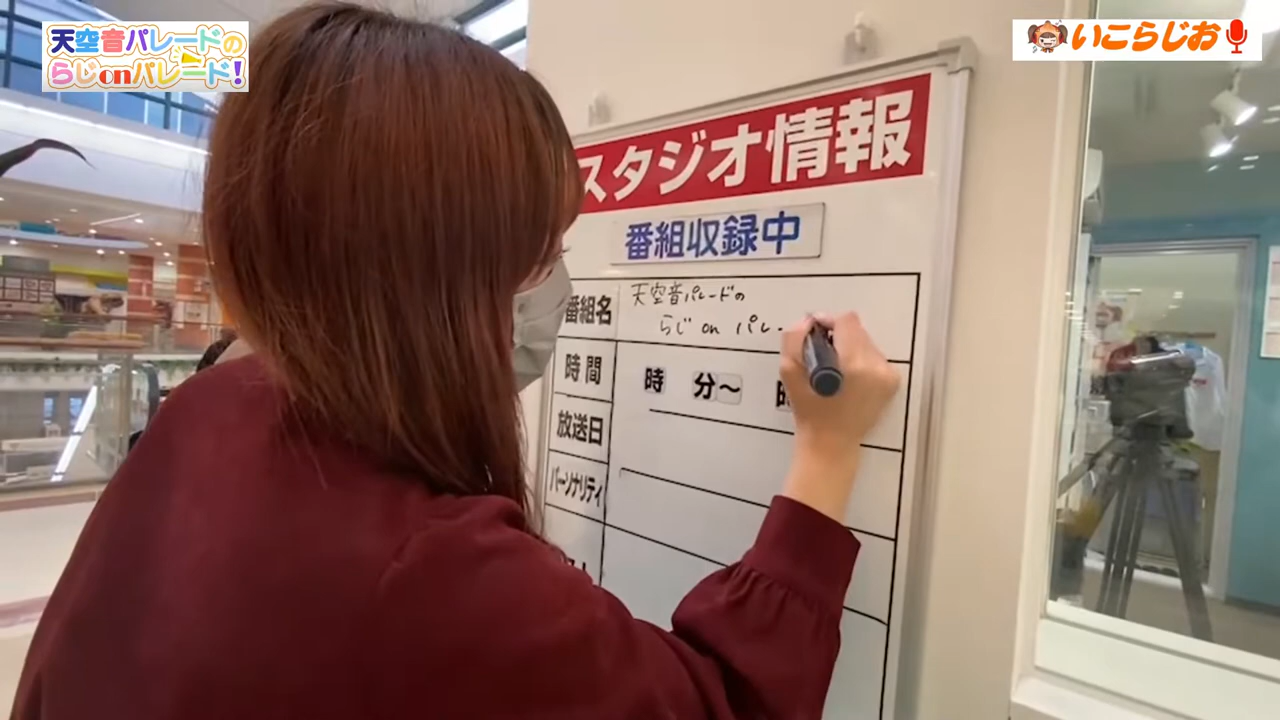 天空音パレードの
らじonパレード!
いこらじお
スタジオ情報
番組収録中
番組名
天空音パレードの
らじ on パレー
時間
時 分～
放送日
パーソナリティ